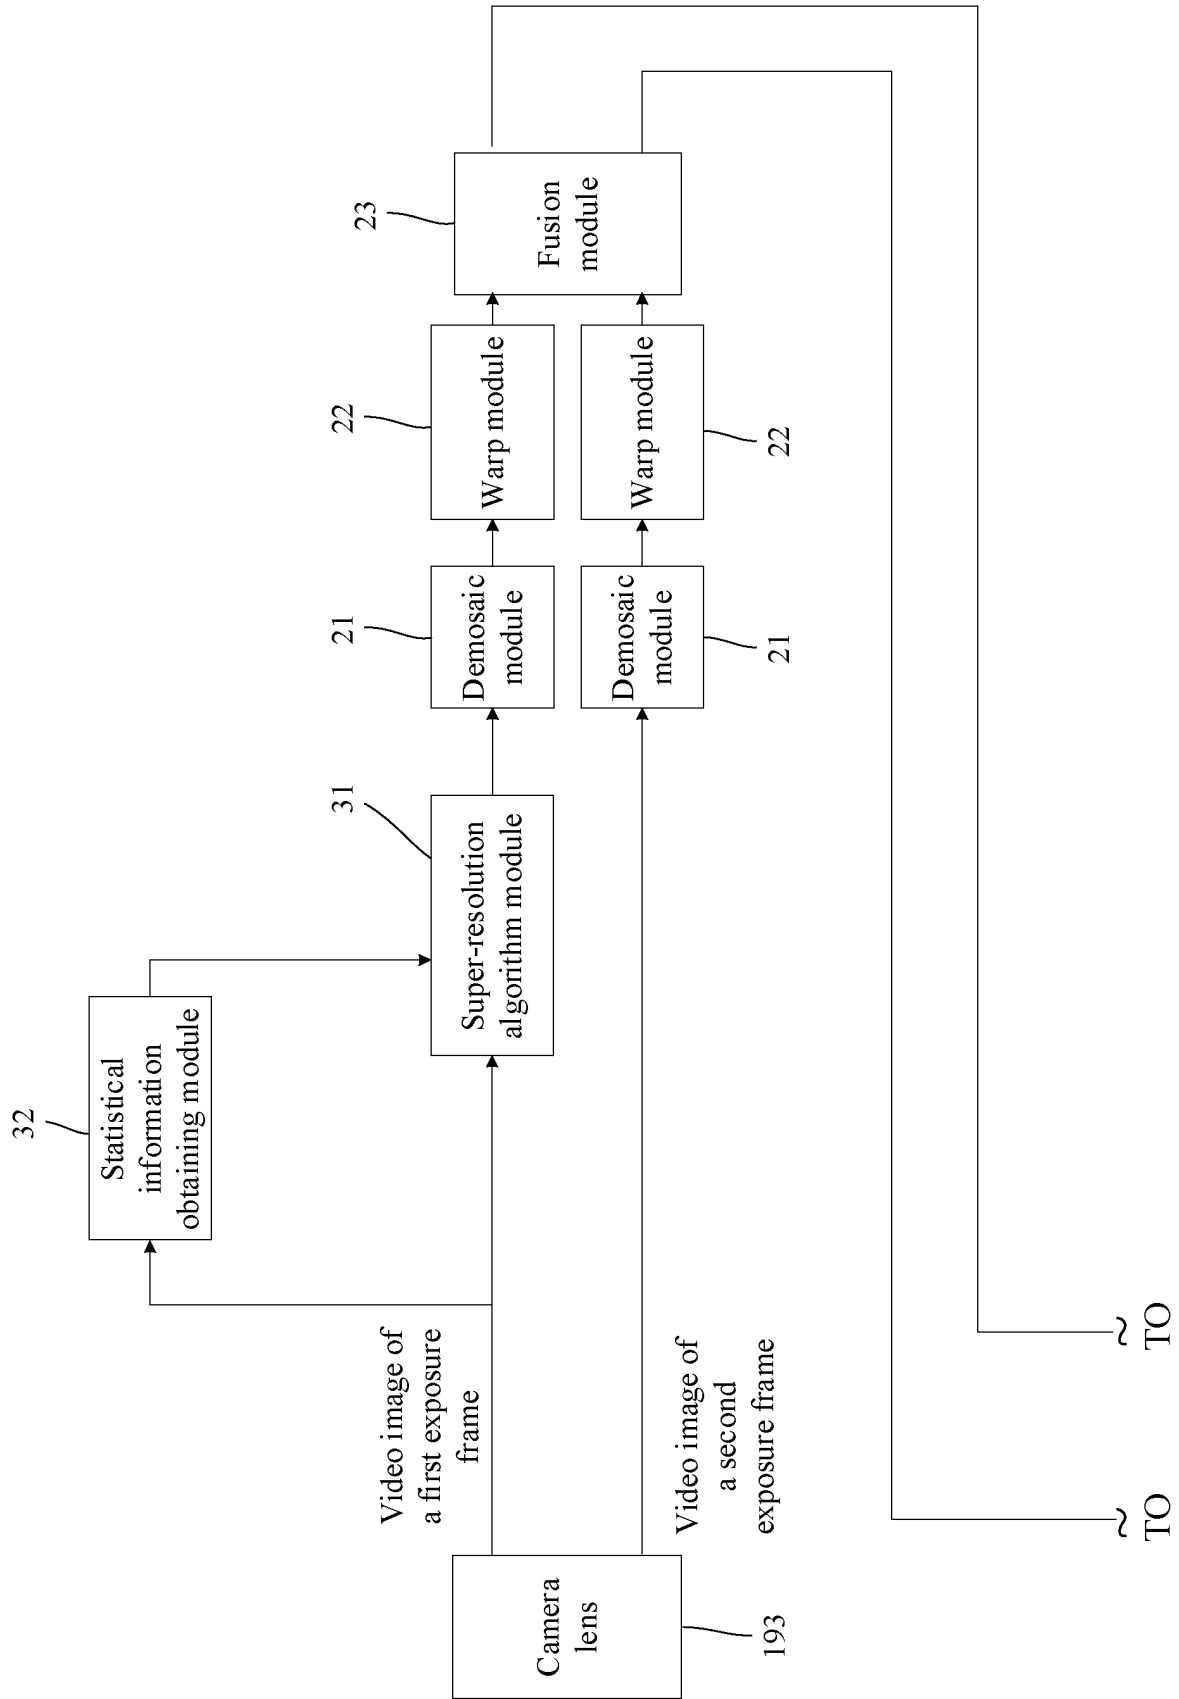 32
Statistical
information
obtaining module
Video image of
a first exposure
frame
Camera
lens
193
Video image of
a second
exposure frame
31
Super-resolution
algorithm module
21
Demosaic
module
22
Warp module
Demosaic
module
21
Warp module
22
23
Fusion
module
TO
TO